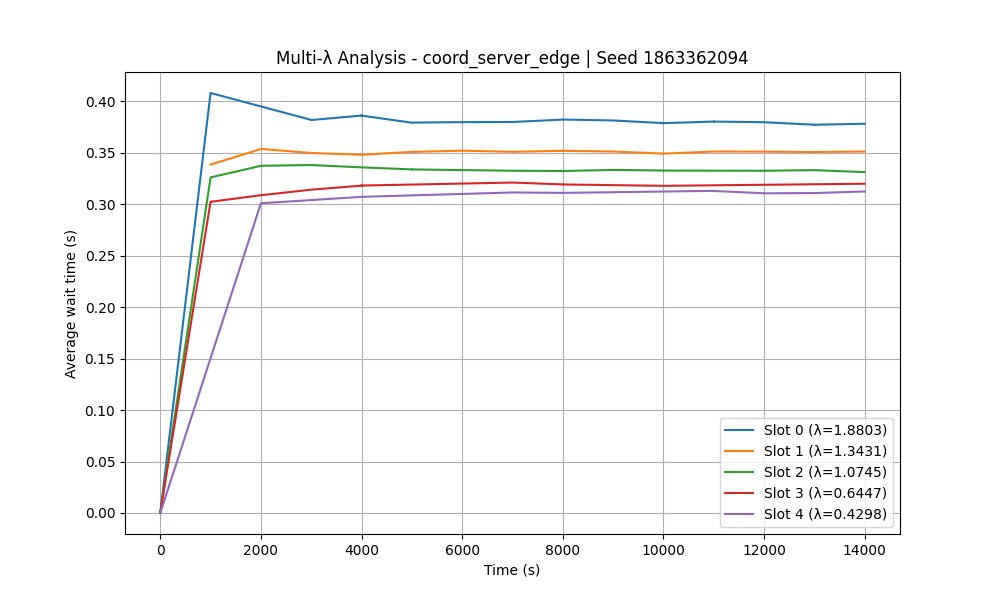 Multi-λ Analysis - coord_server_edge | Seed 1863362094
Average wait time (s)
0.40
0.35
0.30
0.25
0.20
0.15
0.10
0.05
0.00
Slot 0 (λ=1.8803)
Slot 1 (λ=1.3431)
Slot 2 (λ=1.0745)
Slot 3 (λ=0.6447)
Slot 4 (λ=0.4298)
0 2000 4000 6000 8000 10000 12000 14000
Time (s)